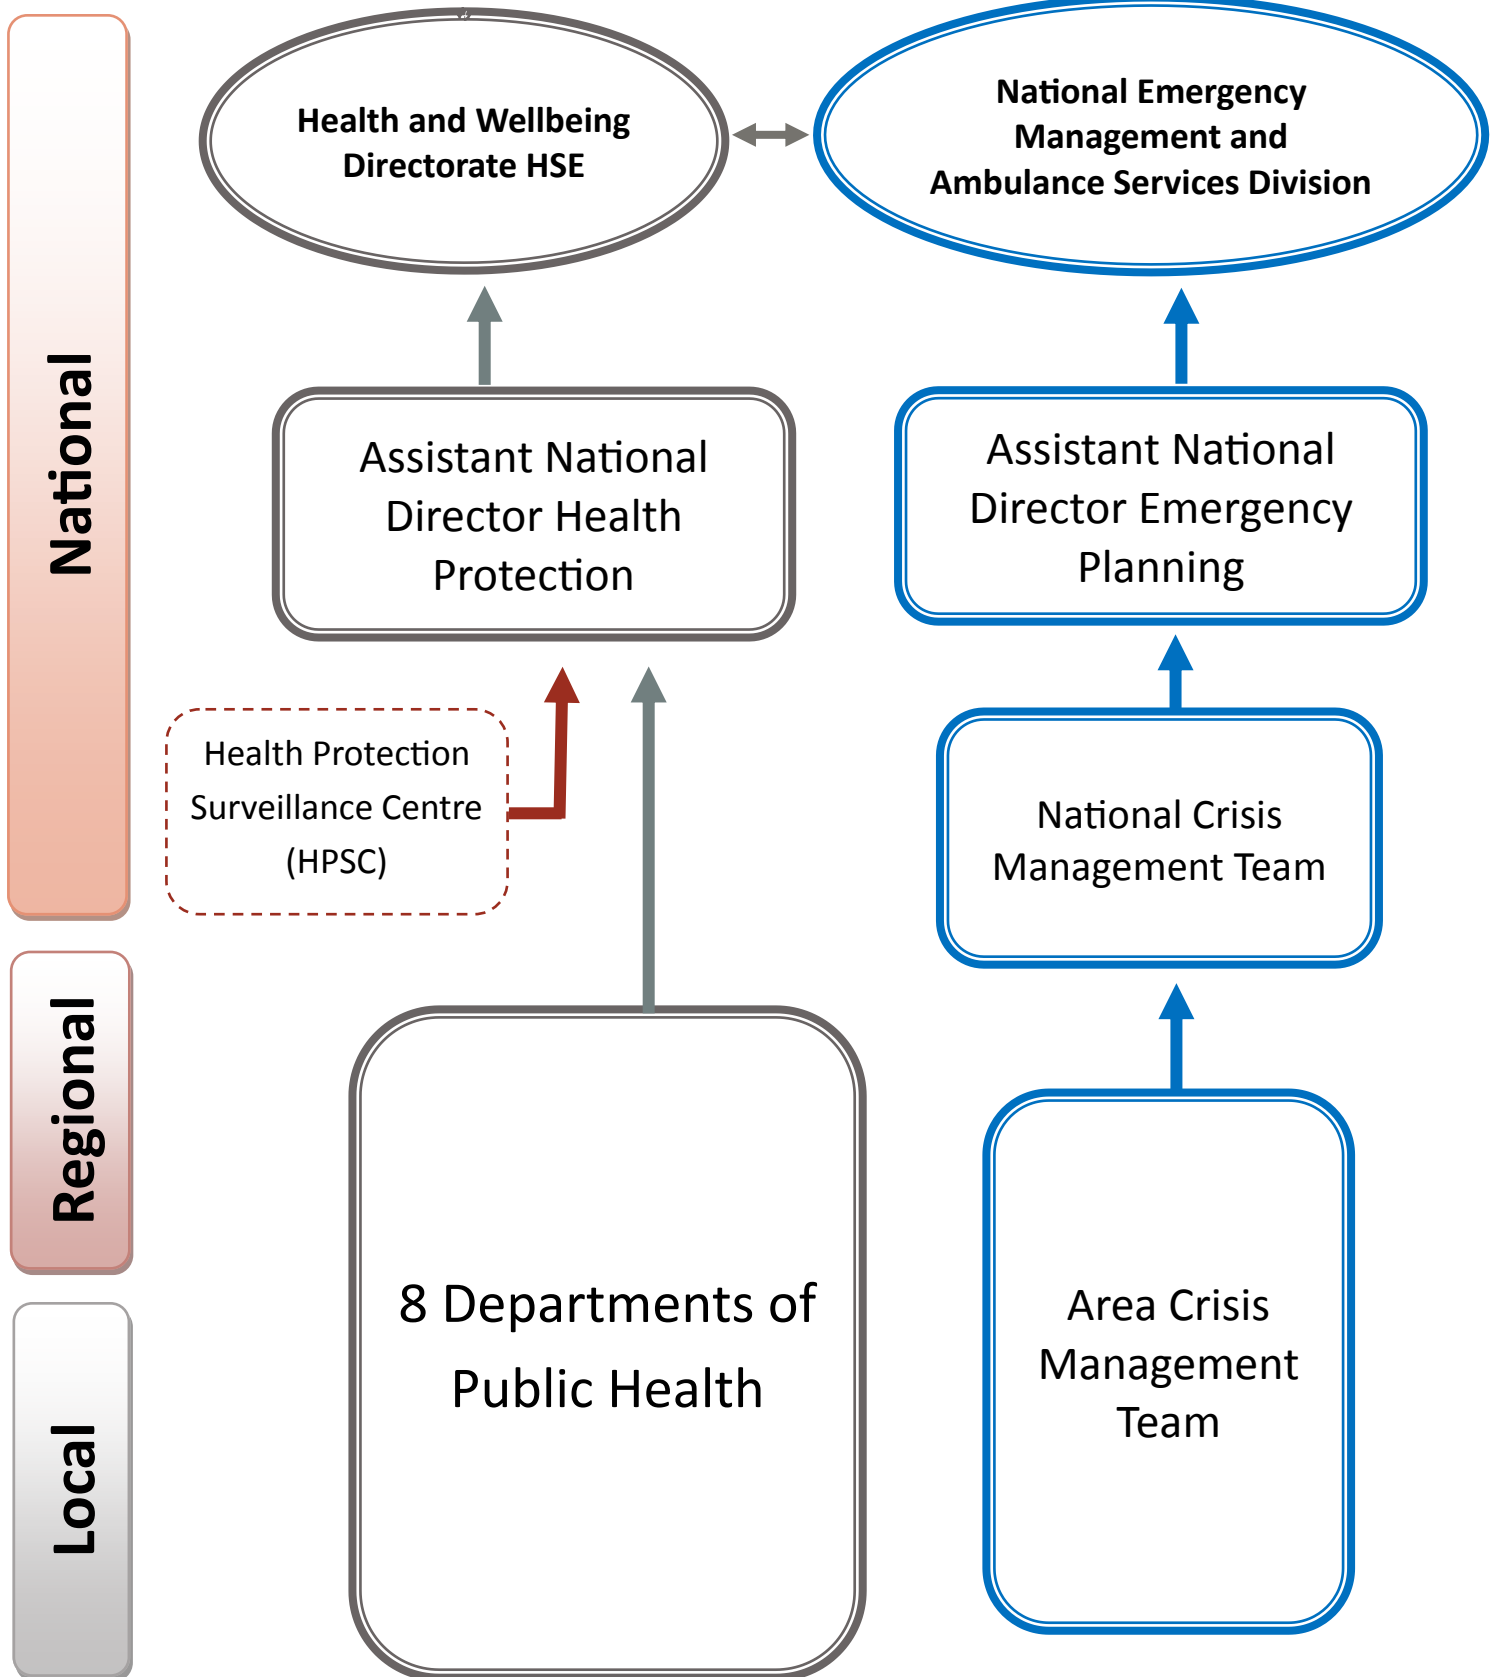 National
Health and Wellbeing
Directorate HSE
National Emergency
Management and
Ambulance Services Division
Assistant National
Director Health
Protection
Assistant National
Director Emergency
Planning
Health Protection
Surveillance Centre
(HPSC)
National Crisis
Management Team
Regional
Local
8 Departments of
Public Health
Area Crisis
Management
Team